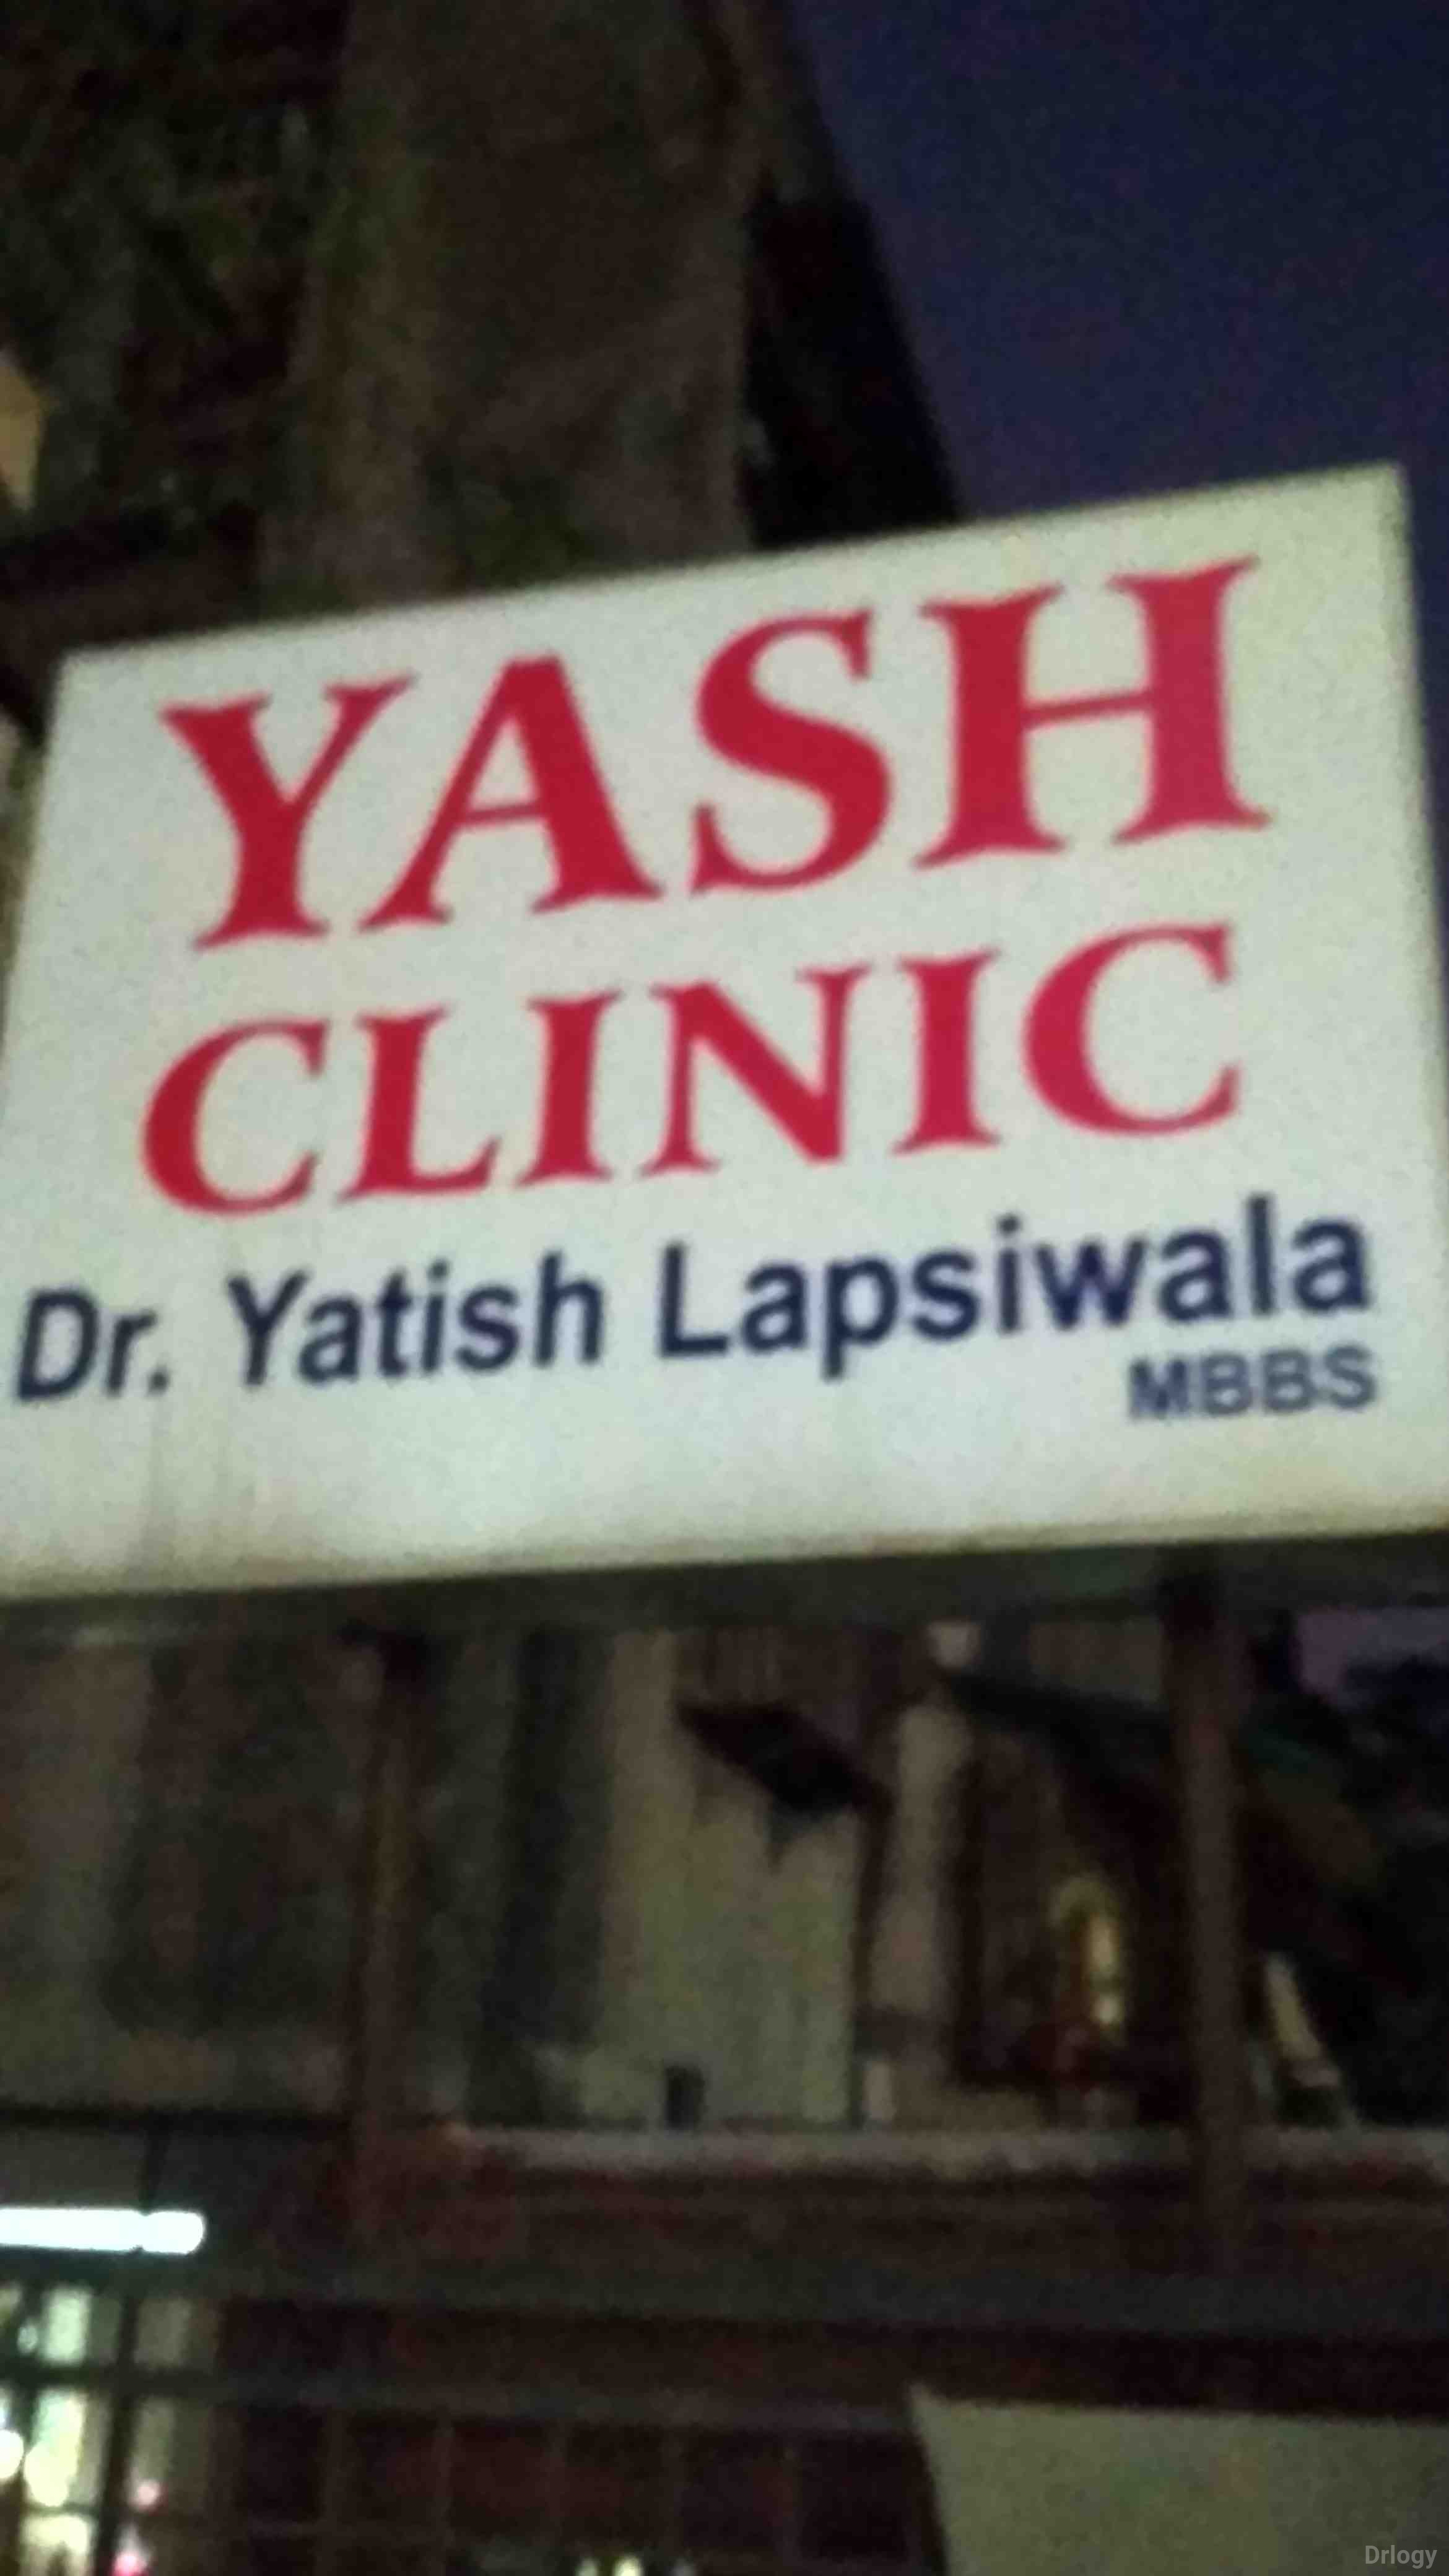 YASH
CLINIC
Dr. Yatish Lapsiwala
MBBS
Drlogy